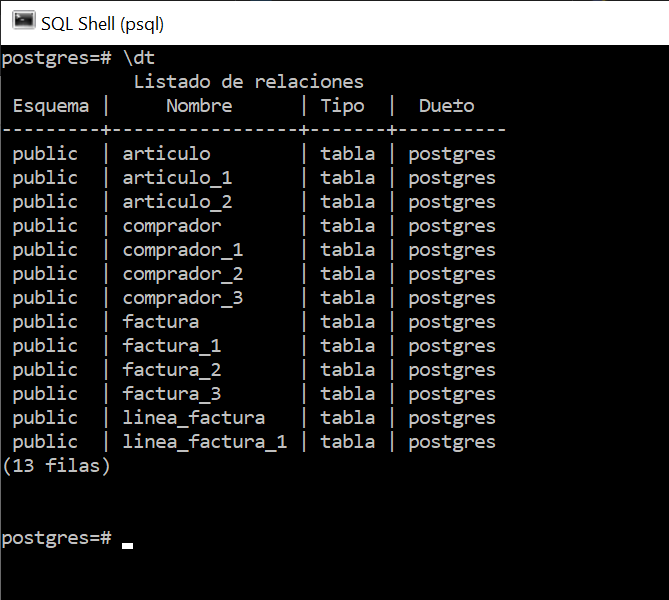 SQL Shell (psql)
postgres=# \dt
Listado de relaciones
Esquema | Nombre | Tipo | Due±o
---------+-----------------+-------+----------
public | articulo | tabla | postgres
public | articulo_1 | tabla | postgres
public | articulo_2 | tabla | postgres
public | comprador | tabla | postgres
public | comprador_1 | tabla | postgres
public | comprador_2 | tabla | postgres
public | comprador_3 | tabla | postgres
public | factura | tabla | postgres
public | factura_1 | tabla | postgres
public | factura_2 | tabla | postgres
public | factura_3 | tabla | postgres
public | linea_factura | tabla | postgres
public | linea_factura_1 | tabla | postgres
(13 filas)
postgres=#